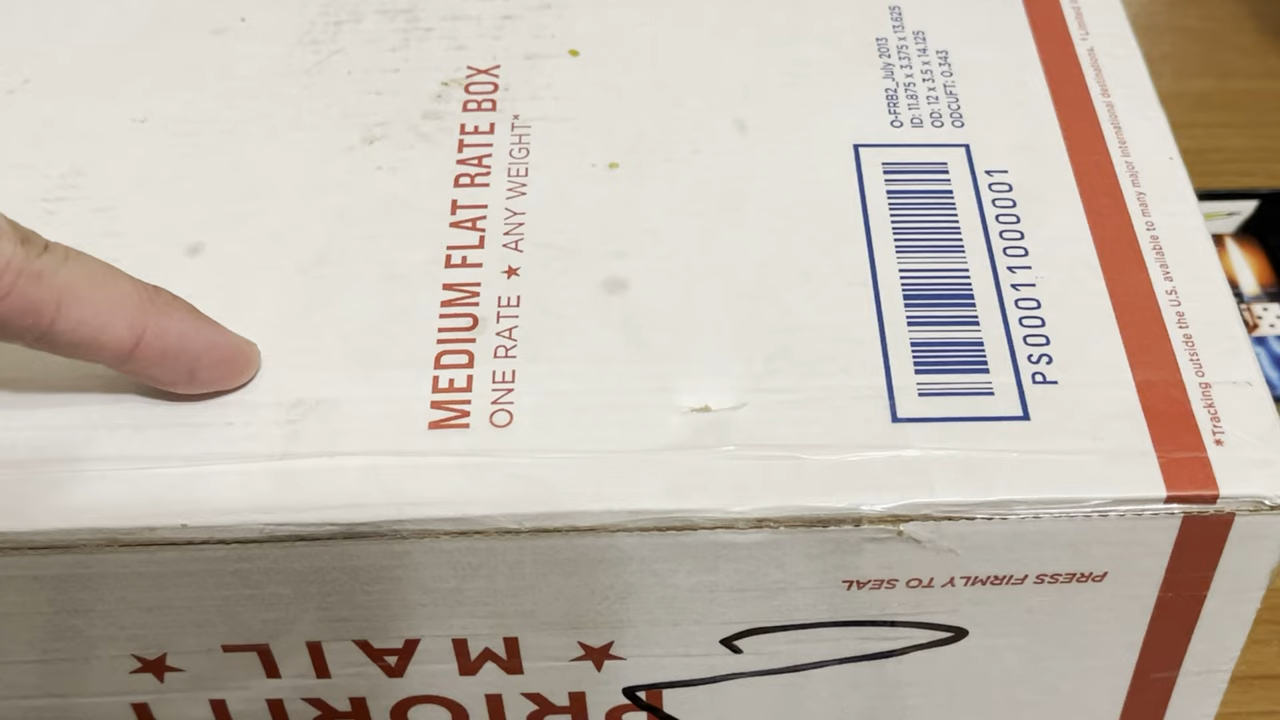 MEDIUM FLAT RATE BOX
ONE RATE ★ ANY WEIGHT*
O-FRB2_July 2013
ID: 11.875 x 3.375 x 13.625
OD: 12 x 3.5 x 14.125
ODCUFT: 0.343
PS00011000001
*Tracking outside the U.S. available to many major international destinations. † Limited
PRESS FIRMLY TO SEAL
PRIORITY
★ MAIL ★